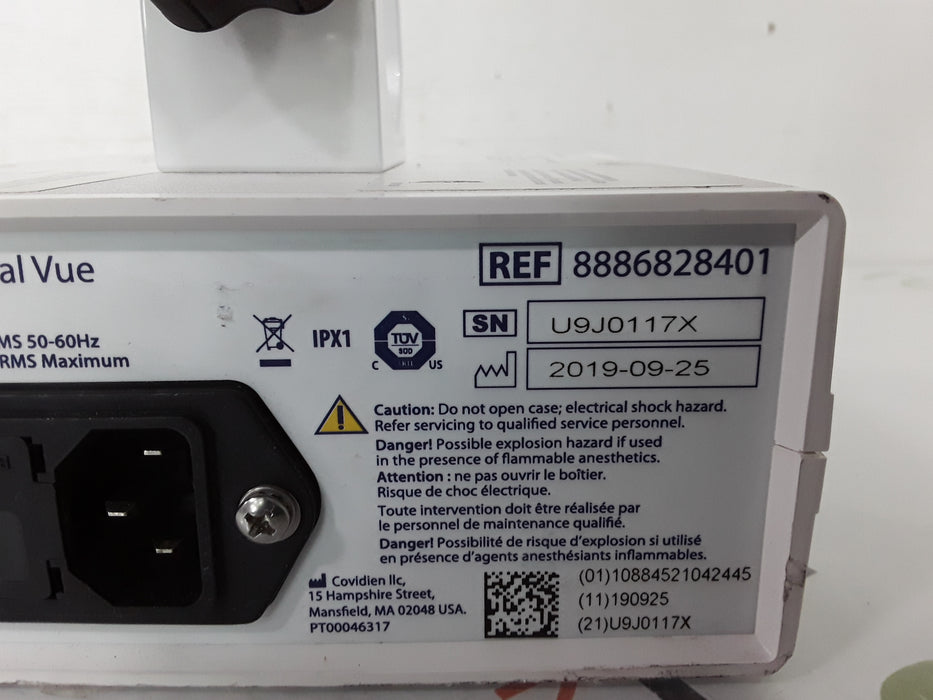 al Vue
REF 8886828401
MS 50-60Hz
RMS Maximum
IPX1
TÜV
SÜD
C US
SN U9J0117X
2019-09-25
Caution: Do not open case; electrical shock hazard.
Refer servicing to qualified service personnel.
Danger! Possible explosion hazard if used
in the presence of flammable anesthetics.
Attention : ne pas ouvrir le boîtier.
Risque de choc électrique.
Toute intervention doit être réalisée par
le personnel de maintenance qualifié.
Danger! Possibilité de risque d'explosion si utilisé
en présence d'agents anesthésiants inflammables.
Covidien llc,
15 Hampshire Street,
Mansfield, MA 02048 USA.
PT00046317
(01)10884521042445
(11)190925
(21)U9J0117X